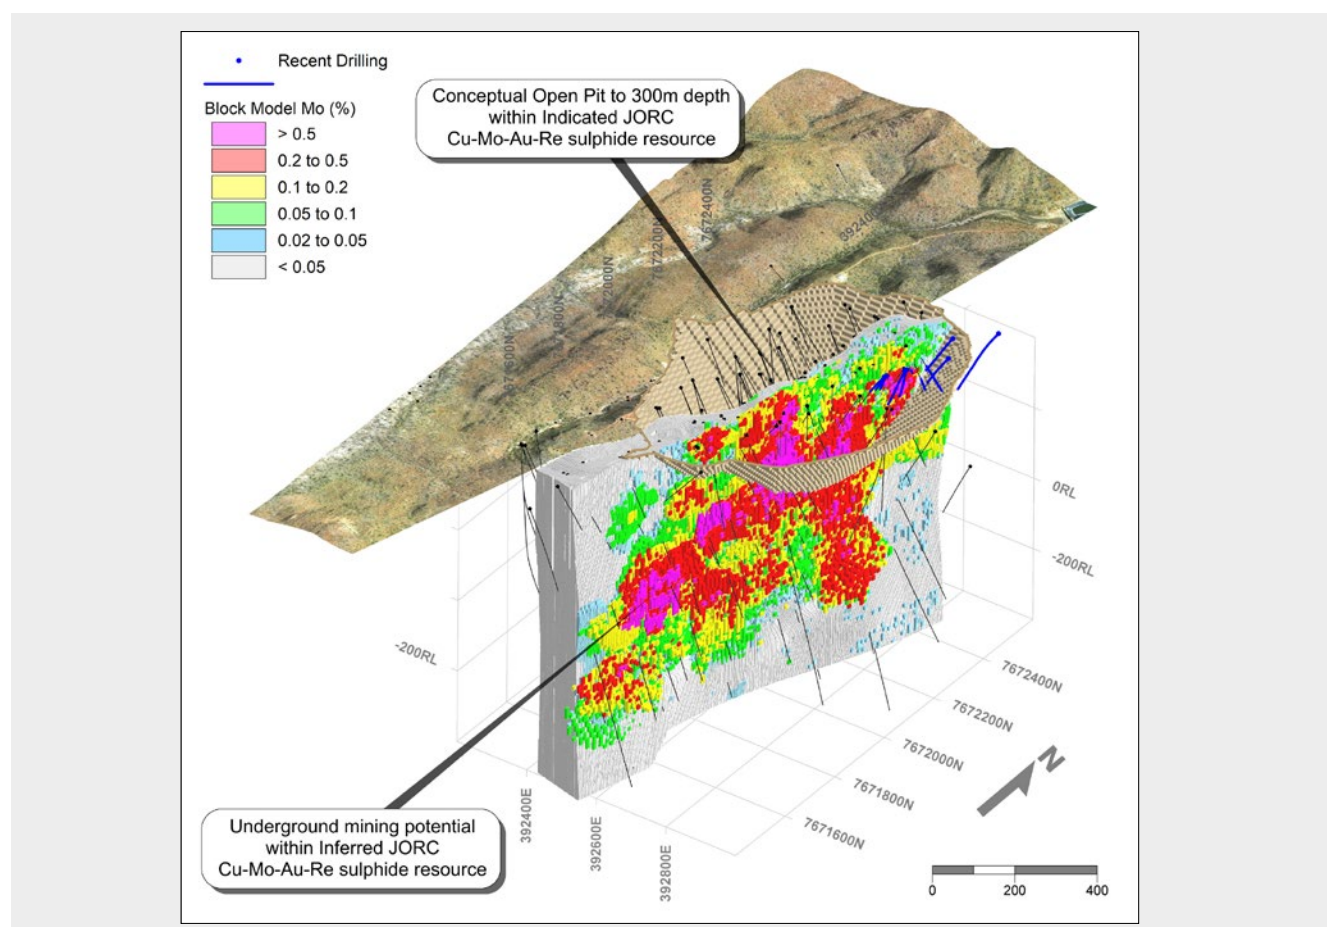 Recent Drilling
Block Model Mo (%)
> 0.5
0.2 to 0.5
0.1 to 0.2
0.05 to 0.1
0.02 to 0.05
< 0.05
Conceptual Open Pit to 300m depth
within Indicated JORC
Cu-Mo-Au-Re sulphide resource
7672400N
7672200N
0RL
-200RL
-200RL
7672400N
7672200N
7672000N
7671800N
7671600N
N
392400E
392600E
392800E
Underground mining potential
within Inferred JORC
Cu-Mo-Au-Re sulphide resource
0
200
400